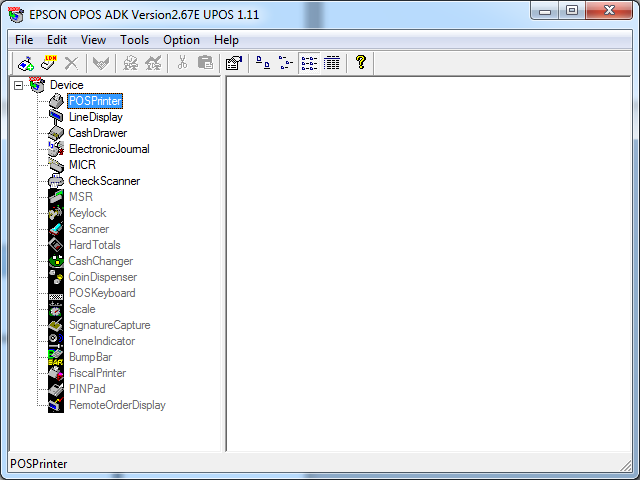 EPSON OPOS ADK Version2.67E UPOS 1.11
File Edit View Tools Option Help
LDN
?
Device
POSPrinter
LineDisplay
CashDrawer
ElectronicJournal
MICR
CheckScanner
MSR
Keylock
Scanner
HardTotals
CashChanger
CoinDispenser
POSKeyboard
Scale
SignatureCapture
ToneIndicator
BumpBar
FiscalPrinter
PINPad
RemoteOrderDisplay
POSPrinter